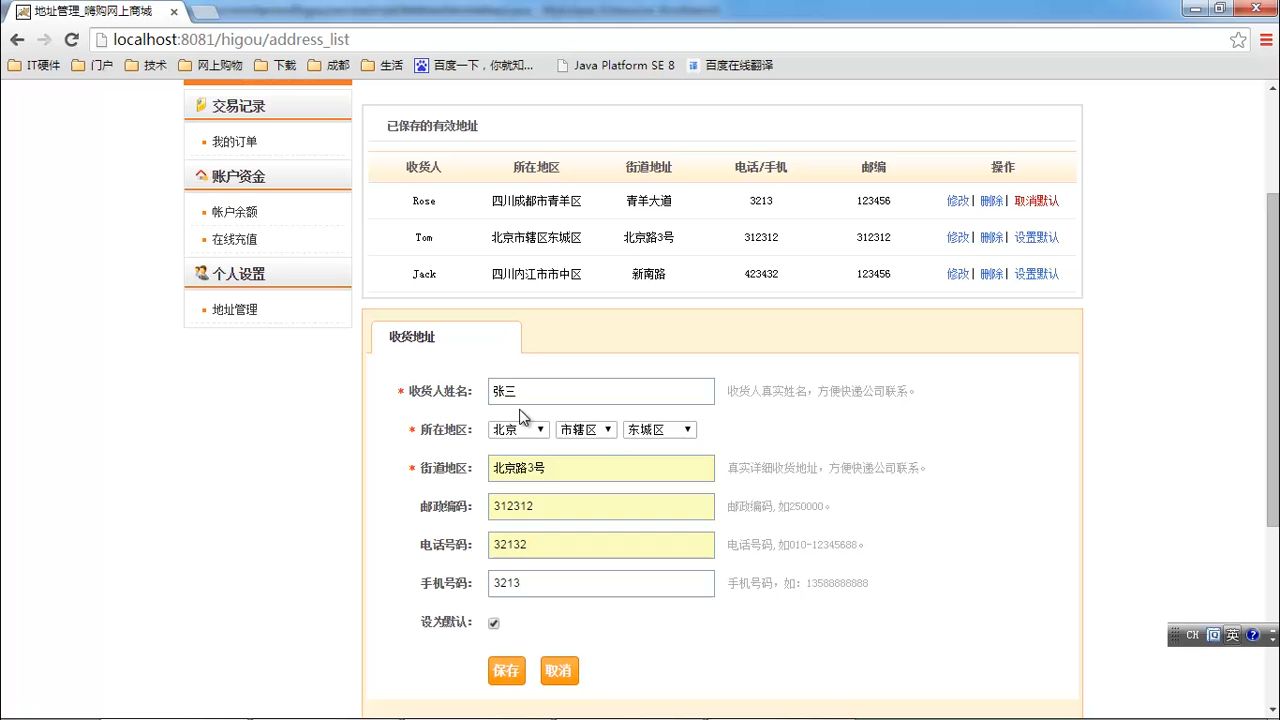 地址管理_嗨购网上商城
localhost:8081/higou/address_list
IT硬件 门户 技术 网上购物 下载 成都 生活 百度一下，你就知... Java Platform SE 8 译 百度在线翻译
交易记录
我的订单
账户资金
帐户余额
在线充值
个人设置
地址管理
已保存的有效地址
收货人 所在地区 街道地址 电话/手机 邮编 操作
Rose 四川成都市青羊区 青羊大道 3213 123456 修改| 删除| 取消默认
Tom 北京市辖区东城区 北京路3号 312312 312312 修改| 删除| 设置默认
Jack 四川内江市市中区 新南路 423432 123456 修改| 删除| 设置默认
收货地址
* 收货人姓名: 张三 收货人真实姓名，方便快递公司联系。
* 所在地区: 北京 市辖区 东城区
* 街道地区: 北京路3号 真实详细收货地址，方便快递公司联系。
邮政编码: 312312 邮政编码,如250000。
电话号码: 32132 电话号码,如010-12345688。
手机号码: 3213 手机号码，如: 13588888888
设为默认:
保存 取消
CH 英 ?